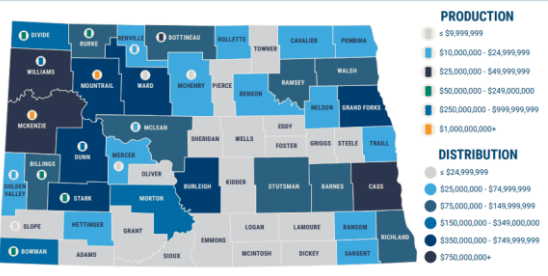 PRODUCTION
≤ $9,999,999
$10,000,000 - $24,999,999
$25,000,000 - $49,999,999
$50,000,000 - $249,000,000
$250,000,000 - $999,999,999
$1,000,000,000+
DISTRIBUTION
≤ $24,999,999
$25,000,000 - $74,999,999
$75,000,000 - $149,999,999
$150,000,000 - $349,000,000
$350,000,000 - $749,999,999
$750,000,000+
DIVIDE
BURKE
RENVILLE
BOTTINEAU
ROLLETTE
TOWNER
CAVALIER
PEMBINA
WILLIAMS
MOUNTRAIL
WARD
MCHENRY
PIERCE
BENSON
RAMSEY
WALSH
NELSON
GRAND FORKS
MCKENZIE
MCLEAN
SHERIDAN
WELLS
EDDY
FOSTER
GRIGGS
STEELE
TRAILL
DUNN
MERCER
OLIVER
BILLINGS
GOLDEN
VALLEY
STARK
MORTON
BURLEIGH
KIDDER
STUTSMAN
BARNES
CASS
SLOPE
HETTINGER
GRANT
EMMONS
LOGAN
LAMOURE
RANSOM
RICHLAND
BOWMAN
ADAMS
SIOUX
MCINTOSH
DICKEY
SARGENT